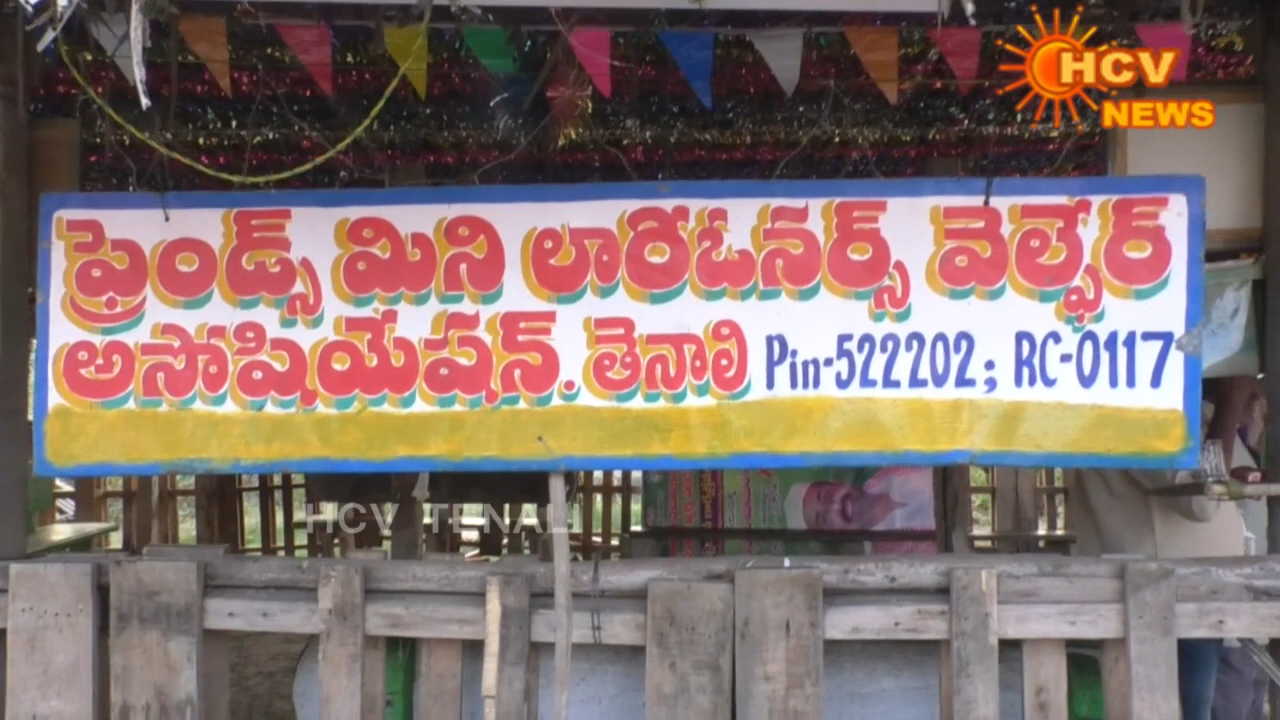 HCV
NEWS
ఫ్రెండ్స్ మిని లారీఓనర్స్ వెల్ఫేర్
అసోషియేషన్. తెనాలి Pin-522202; RC-0117
HCV TENALI